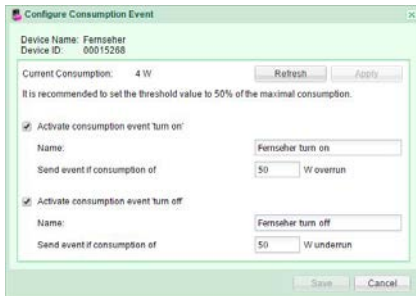 Configure Consumption Event
Device Name: Fernseher
Device ID: 00015268
Current Consumption: 4 W Refresh Apply
It is recommended to set the threshold value to 50% of the maximal consumption.
Activate consumption event 'turn on'
Name: Fernseher turn on
Send event if consumption of 50 W overrun
Activate consumption event 'turn off'
Name: Fernseher turn off
Send event if consumption of 50 W underrun
Save Cancel